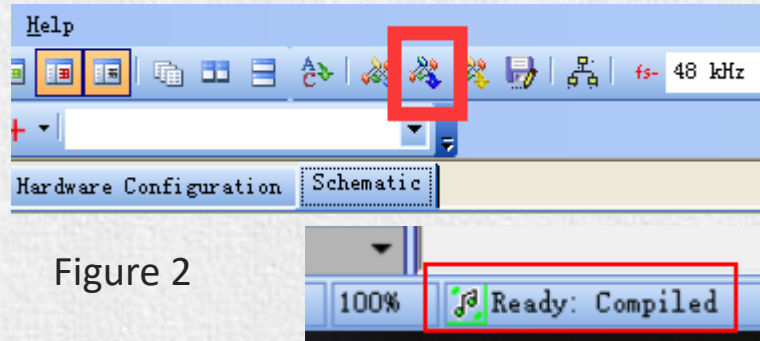 Help
fs- 48 kHz
Hardware Configuration Schematic
Figure 2
100% Ready: Compiled